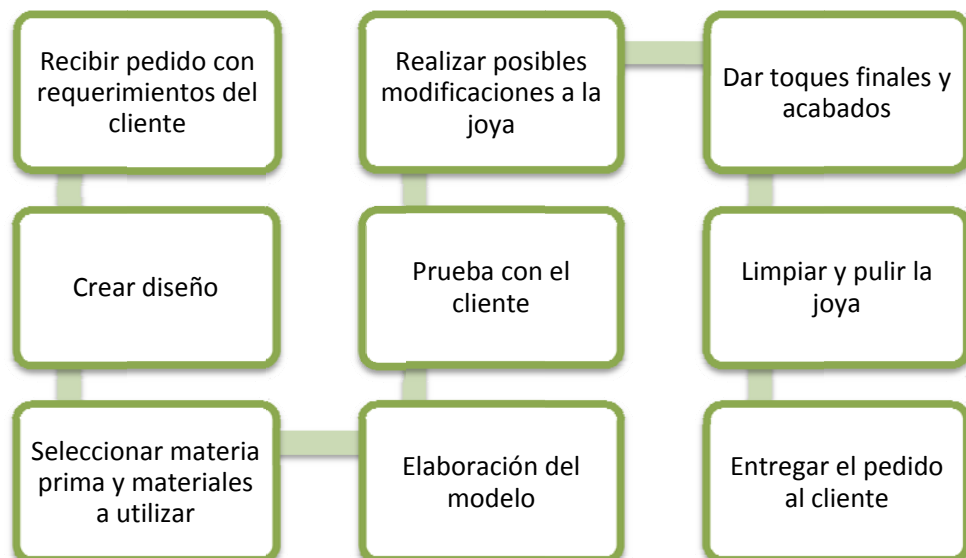 Recibir pedido con
requerimientos del
cliente
Crear diseño
Seleccionar materia
prima y materiales
a utilizar
Elaboración del
modelo
Prueba con el
cliente
Realizar posibles
modificaciones a la
joya
Dar toques finales y
acabados
Limpiar y pulir la
joya
Entregar el pedido
al cliente